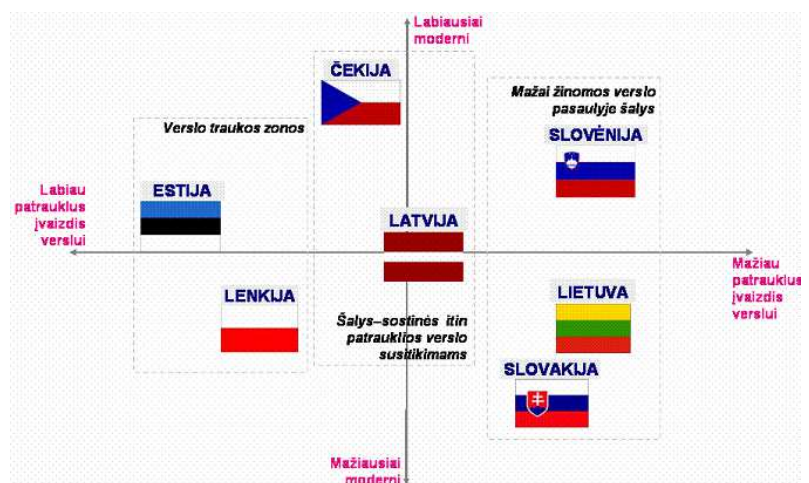 Labiausiai
moderni
ČEKIJA
Mažai žinomos verslo
pasaulyje šalys
Verslo traukos zonos
SLOVĖNIJA
ESTIJA
Labiau
patrauklus
įvaizdis
verslui
LATVIJA
Mažiau
patrauklus
įvaizdis
verslui
LENKIJA
LIETUVA
Šalys–sostinės itin
patrauklios verslo
susitikimams
SLOVAKIJA
Mažiausiai
moderni